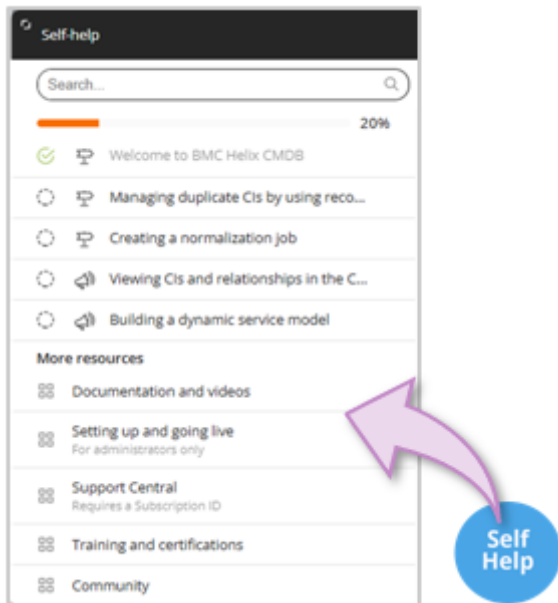 Self-help
Search...
20%
Welcome to BMC Helix CMDB
Managing duplicate CIs by using reco...
Creating a normalization job
Viewing CIs and relationships in the C...
Building a dynamic service model
More resources
Documentation and videos
Setting up and going live
For administrators only
Support Central
Requires a Subscription ID
Training and certifications
Community
Self
Help